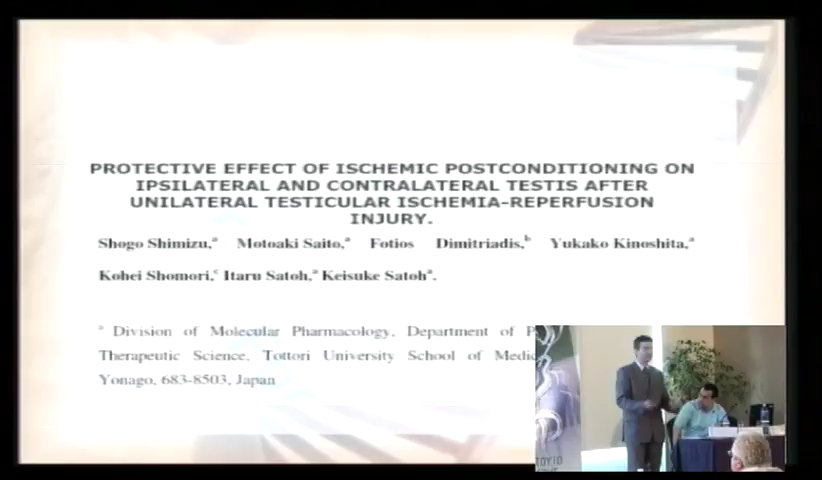 PROTECTIVE EFFECT OF ISCHEMIC POSTCONDITIONING ON
IPSILATERAL AND CONTRALATERAL TESTIS AFTER
UNILATERAL TESTICULAR ISCHEMIA-REPERFUSION
INJURY.
Shogo Shimizu,ᵃ Motoaki Saito,ᵃ Fotios Dimitriadis,ᵇ Yukako Kinoshita,ᵃ
Kohei Shomori,ᶜ Itaru Satoh,ᵃ Keisuke Satohᵃ.
ᵃ Division of Molecular Pharmacology, Department of P
Therapeutic Science, Tottori University School of Medic
Yonago, 683-8503, Japan